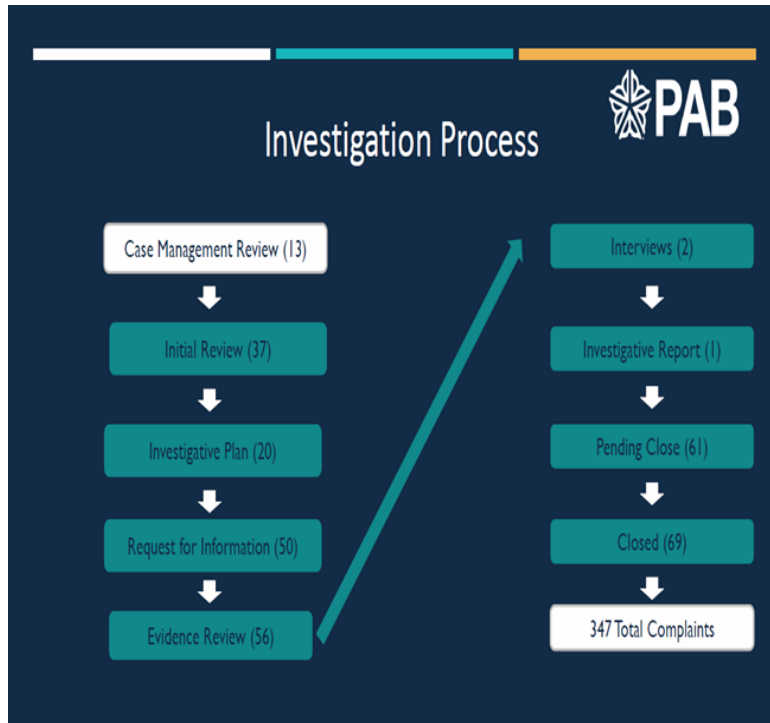 PAB
Investigation Process
Case Management Review (13)
Initial Review (37)
Investigative Plan (20)
Request for Information (50)
Evidence Review (56)
Interviews (2)
Investigative Report (1)
Pending Close (61)
Closed (69)
347 Total Complaints